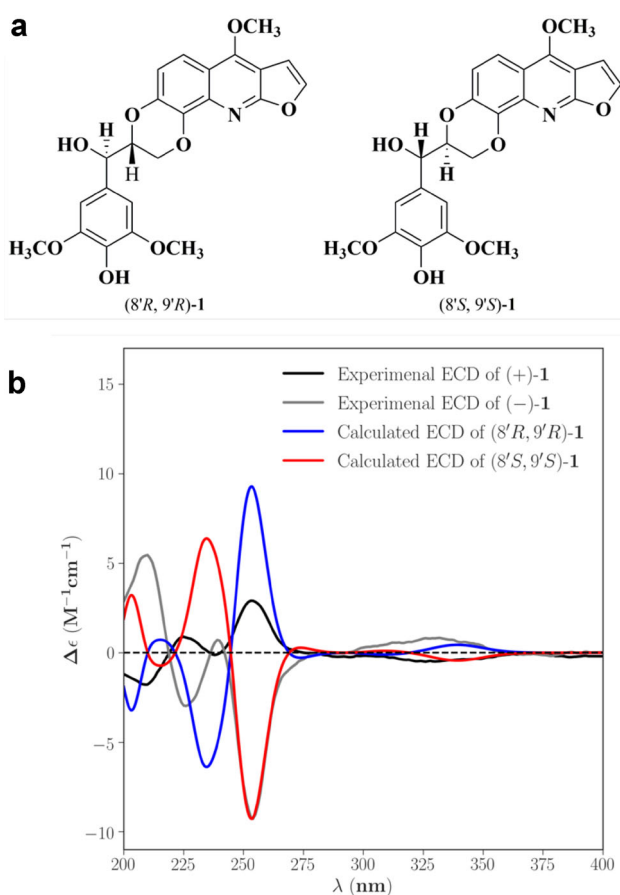 a
OCH₃
OCH₃
O
N
O
H
HO
H
O
O
N
O
H
HO
H
O
H₃CO
OCH₃
OH
H₃CO
OCH₃
OH
(8'R, 9'R)-1
(8'S, 9'S)-1
b
15
10
5
0
−5
−10
Δϵ (M⁻¹cm⁻¹)
Experimenal ECD of (+)-1
Experimenal ECD of (−)-1
Calculated ECD of (8′R, 9′R)-1
Calculated ECD of (8′S, 9′S)-1
200 225 250 275 300 325 350 375 400
λ (nm)